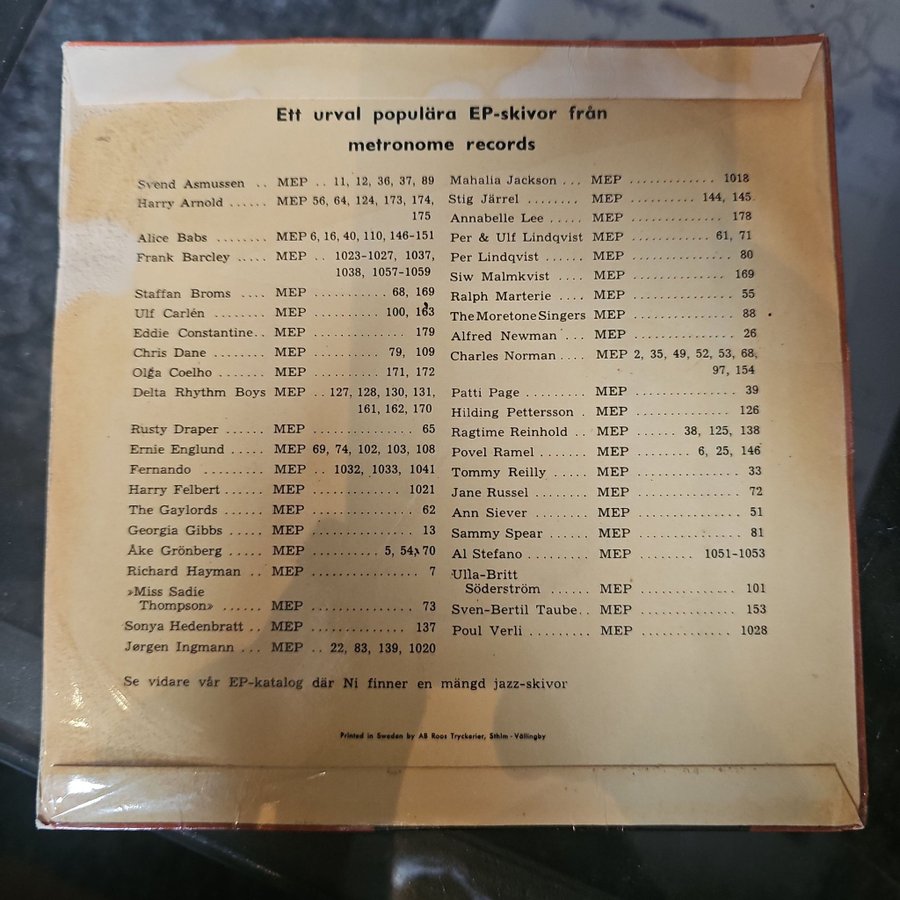 Ett urval populära EP-skivor från
metronome records
Svend Asmussen .. MEP .. 11, 12, 36, 37, 89
Harry Arnold ...... MEP 56, 64, 124, 173, 174,
175
Alice Babs ........ MEP 6, 16, 40, 110, 146-151
Frank Barcley ..... MEP .. 1023-1027, 1037,
1038, 1057-1059
Staffan Broms .... MEP .......... 68, 169
Ulf Carlén ....... MEP .......... 100, 163
Eddie Constantine.. MEP ............. 179
Chris Dane ........ MEP .......... 79, 109
Olga Coelho ....... MEP .......... 171, 172
Delta Rhythm Boys MEP .. 127, 128, 130, 131,
161, 162, 170
Rusty Draper ...... MEP .............. 65
Ernie Englund ..... MEP 69, 74, 102, 103, 108
Fernando ......... MEP .. 1032, 1033, 1041
Harry Felbert ...... MEP ............ 1021
The Gaylords ...... MEP .............. 62
Georgia Gibbs ..... MEP .............. 13
Åke Grönberg ..... MEP .......... 5, 54, 70
Richard Hayman .. MEP ............... 7
»Miss Sadie
Thompson» ...... MEP .............. 73
Sonya Hedenbratt .. MEP ............. 137
Jørgen Ingmann ... MEP .. 22, 83, 139, 1020
Mahalia Jackson ... MEP ............ 1018
Stig Järrel ........ MEP .......... 144, 145
Annabelle Lee ..... MEP ............. 178
Per & Ulf Lindqvist MEP ............ 61, 71
Per Lindqvist ...... MEP .............. 80
Siw Malmkvist .... MEP ............. 169
Ralph Marterie .... MEP .............. 55
The Moretone Singers MEP .............. 88
Alfred Newman .... MEP .............. 26
Charles Norman .... MEP 2, 35, 49, 52, 53, 68,
97, 154
Patti Page ......... MEP .............. 39
Hilding Pettersson . MEP ............. 126
Ragtime Reinhold .. MEP ...... 38, 125, 138
Povel Ramel ....... MEP ........ 6, 25, 146
Tommy Reilly ..... MEP .............. 33
Jane Russel ........ MEP .............. 72
Ann Siever ........ MEP .............. 51
Sammy Spear ...... MEP .............. 81
Al Stefano ......... MEP ........ 1051-1053
Ulla-Britt
Söderström ...... MEP ............. 101
Sven-Bertil Taube.. MEP ............. 153
Poul Verli ......... MEP ............ 1028
Se vidare vår EP-katalog där Ni finner en mängd jazz-skivor
Printed in Sweden by AB Roos Tryckerier, Sthlm - Vällingby